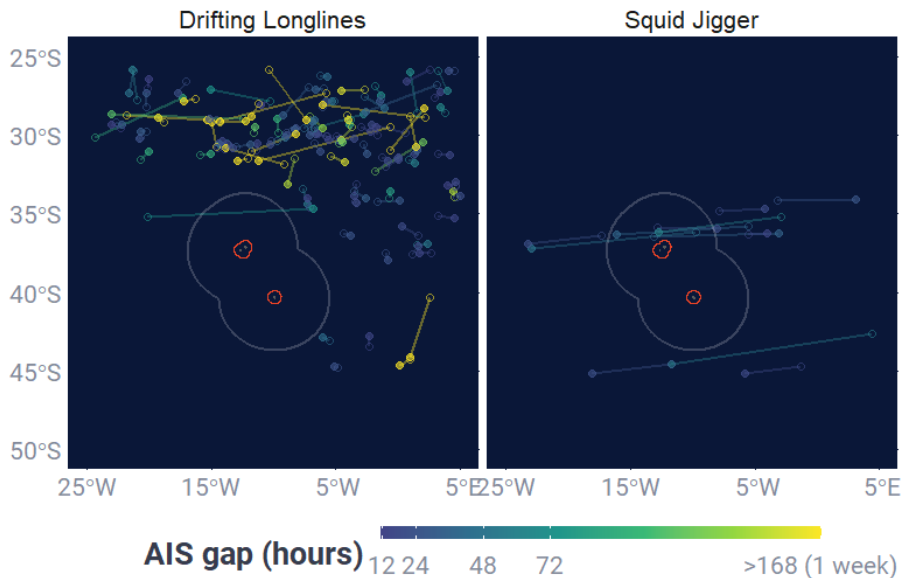 Drifting Longlines
Squid Jigger
25°S
30°S
35°S
40°S
45°S
50°S
25°W 15°W 5°W 5°E
25°W 15°W 5°W 5°E
AIS gap (hours)
12 24 48 72 >168 (1 week)